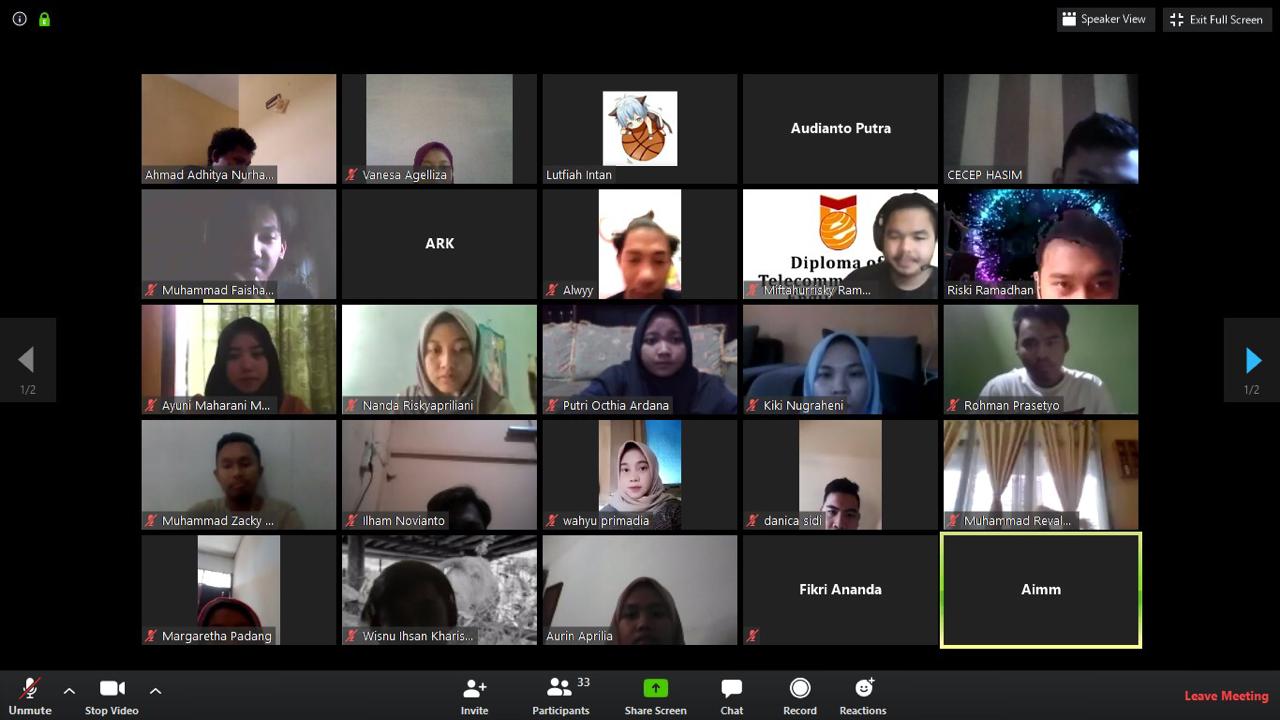 Speaker View
Exit Full Screen
Ahmad Adhitya Nurha...
Vanesa Agelliza
Lutfiah Intan
Audianto Putra
CECEP HASIM
Muhammad Faisha...
ARK
Alwyy
Diploma of
Telecomm
Miftahurrisky Ram...
Riski Ramadhan
Ayuni Maharani M...
Nanda Riskyapriliani
Putri Octhia Ardana
Kiki Nugraheni
Rohman Prasetyo
1/2
1/2
Muhammad Zacky ...
Ilham Novianto
wahyu primadia
danica sidi
Muhammad Reval...
Margaretha Padang
Wisnu Ihsan Kharis...
Aurin Aprilia
Fikri Ananda
Aimm
Unmute
Stop Video
Invite
Participants
33
Share Screen
Chat
Record
Reactions
Leave Meeting